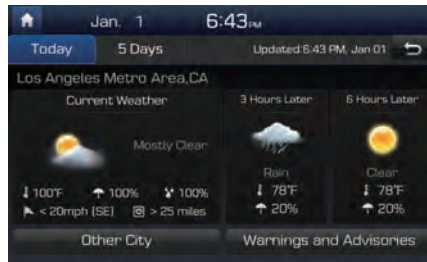 Jan. 1 6:43 PM
Today 5 Days Updated:6:43 PM, Jan 01
Los Angeles Metro Area,CA
Current Weather
Mostly Clear
100°F 100% 100%
< 20mph (SE) > 25 miles
3 Hours Later
Rain
78°F
20%
6 Hours Later
Clear
78°F
20%
Other City Warnings and Advisories